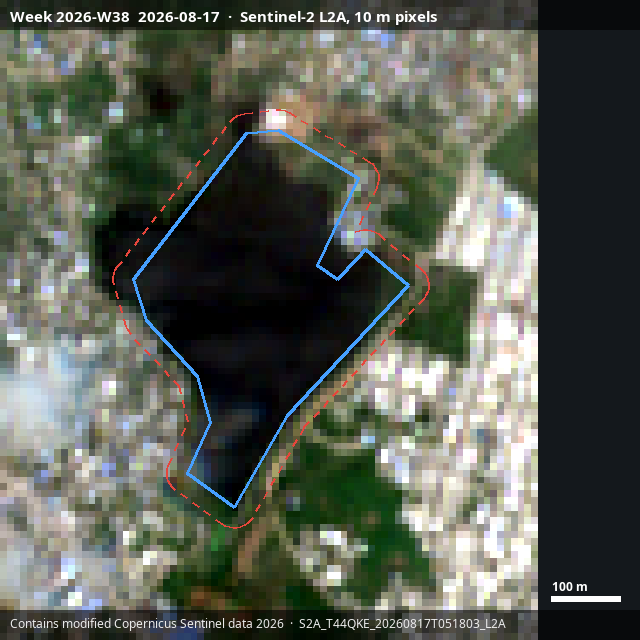 Week 2026-W38  2026-08-17  ·  Sentinel-2 L2A, 10 m pixels
100 m
Contains modified Copernicus Sentinel data 2026  ·  S2A_T44QKE_20260817T051803_L2A